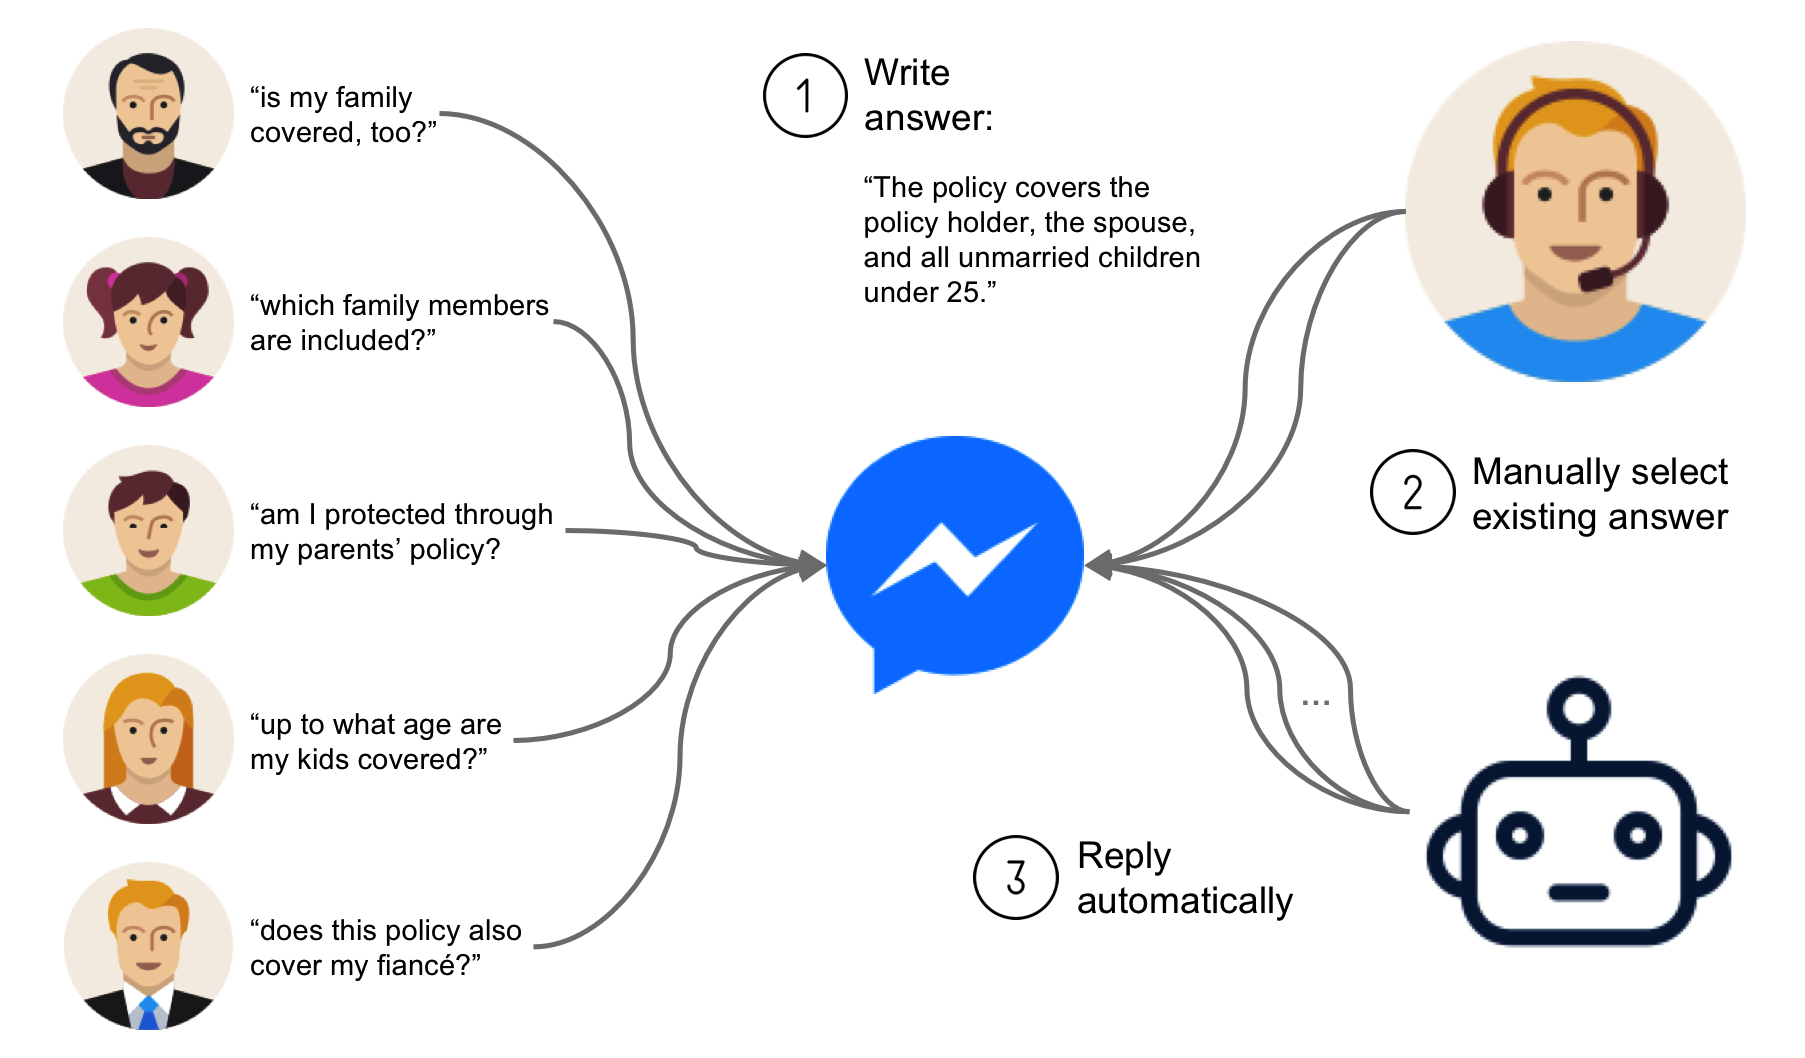 “is my family
covered, too?”
“which family members
are included?”
“am I protected through
my parents’ policy?
“up to what age are
my kids covered?”
“does this policy also
cover my fiancé?”
1
Write
answer:
“The policy covers the
policy holder, the spouse,
and all unmarried children
under 25.”
2
Manually select
existing answer
...
3
Reply
automatically